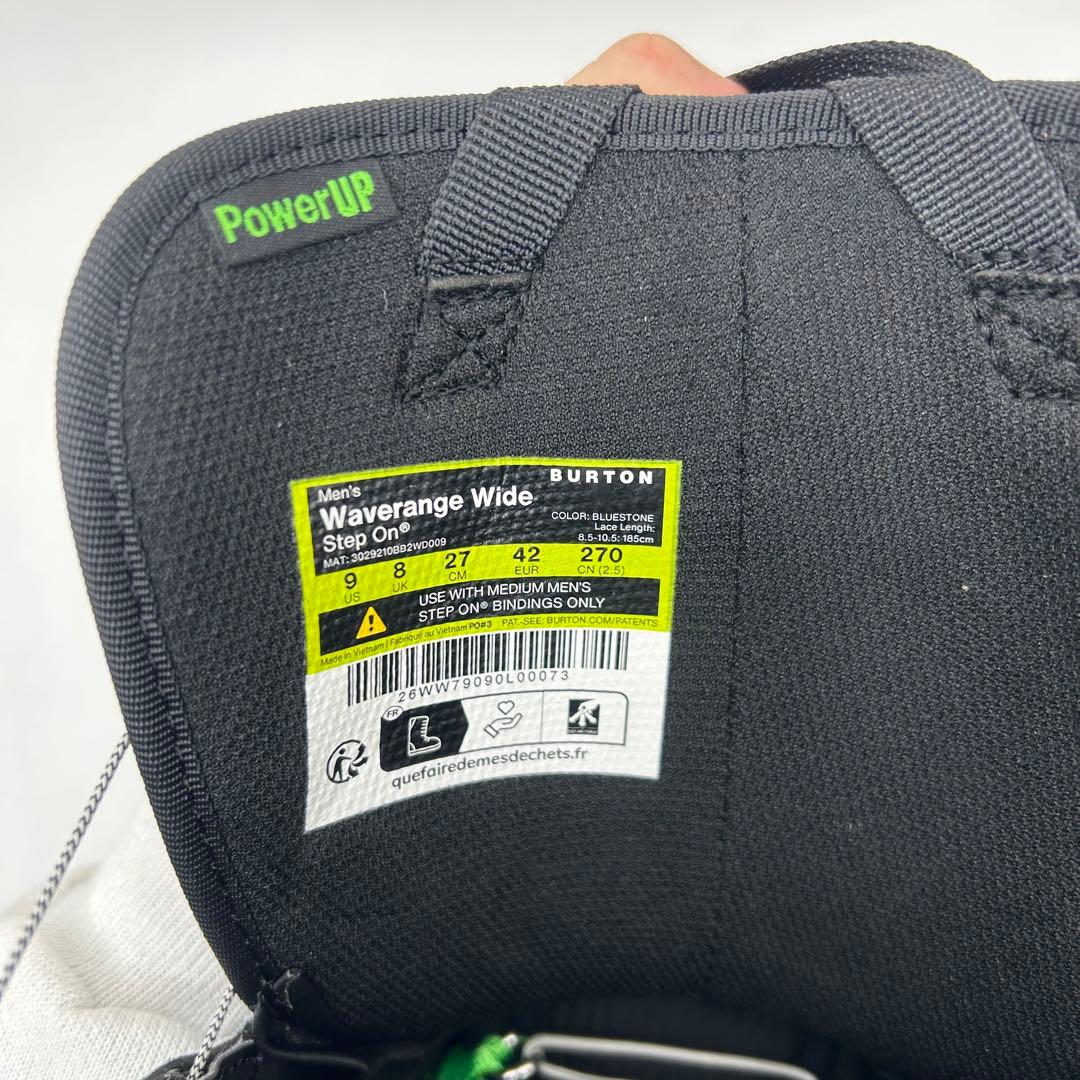 PowerUP
BURTON
Men's
Waverange Wide
Step On®
MAT: 3029210BB2WD009
COLOR: BLUESTONE
Lace Length:
8.5-10.5: 185cm
9 8 27 42 270
US UK CM EUR CN (2.5)
USE WITH MEDIUM MEN'S
STEP ON® BINDINGS ONLY
Made in Vietnam | Fabriqué au Vietnam PO#3 PAT.-SEE: BURTON.COM/PATENTS
26WW79090L00073
FR
quefairedemesdechets.fr